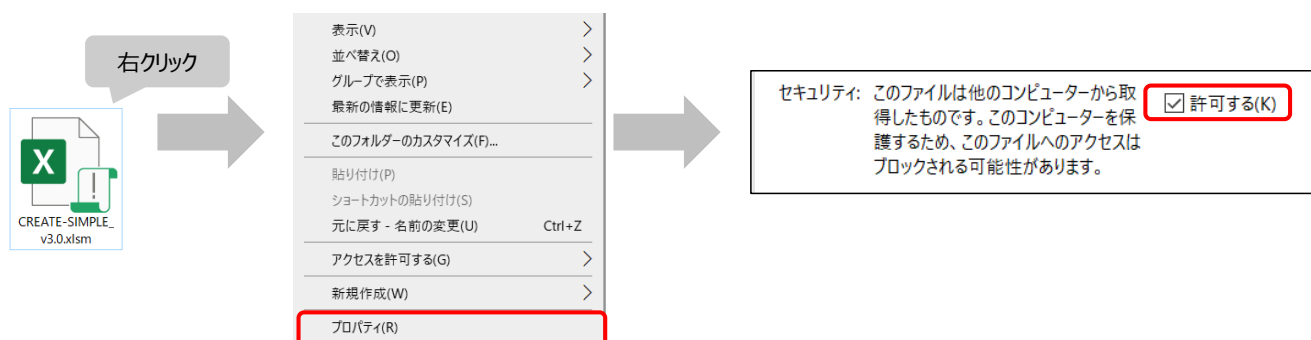 右クリック
CREATE-SIMPLE_
v3.0.xlsm
表示(V)
並べ替え(O)
グループで表示(P)
最新の情報に更新(E)
このフォルダーのカスタマイズ(F)...
貼り付け(P)
ショートカットの貼り付け(S)
元に戻す - 名前の変更(U) Ctrl+Z
アクセスを許可する(G)
新規作成(W)
プロパティ(R)
セキュリティ: このファイルは他のコンピューターから取
得したものです。このコンピューターを保
護するため、このファイルへのアクセスは
ブロックされる可能性があります。
許可する(K)